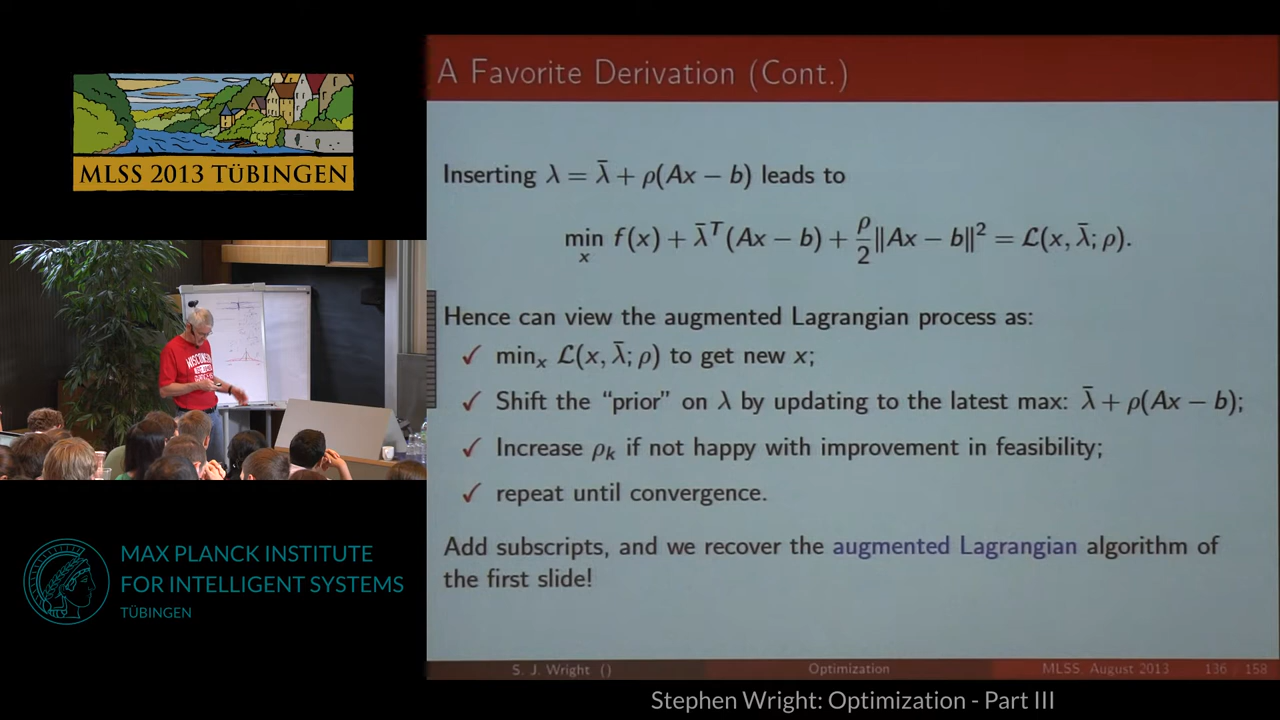 MLSS 2013 TÜBINGEN
WISCONSIN
MAX PLANCK INSTITUTE
FOR INTELLIGENT SYSTEMS
TÜBINGEN
A Favorite Derivation (Cont.)
Inserting λ = λ̄ + ρ(Ax − b) leads to
min_x f(x) + λ̄^T(Ax − b) + ρ/2 ‖Ax − b‖² = ℒ(x, λ̄; ρ).
Hence can view the augmented Lagrangian process as:
✓ min_x ℒ(x, λ̄; ρ) to get new x;
✓ Shift the “prior” on λ by updating to the latest max: λ̄ + ρ(Ax − b);
✓ Increase ρ_k if not happy with improvement in feasibility;
✓ repeat until convergence.
Add subscripts, and we recover the augmented Lagrangian algorithm of
the first slide!
S. J. Wright () Optimization MLSS, August 2013 136 / 158
Stephen Wright: Optimization - Part III